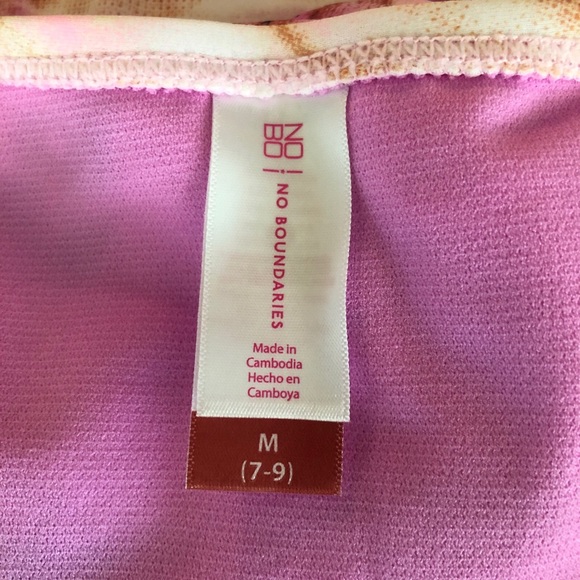 NO
BO
NO BOUNDARIES
Made in
Cambodia
Hecho en
Camboya
M
(7-9)